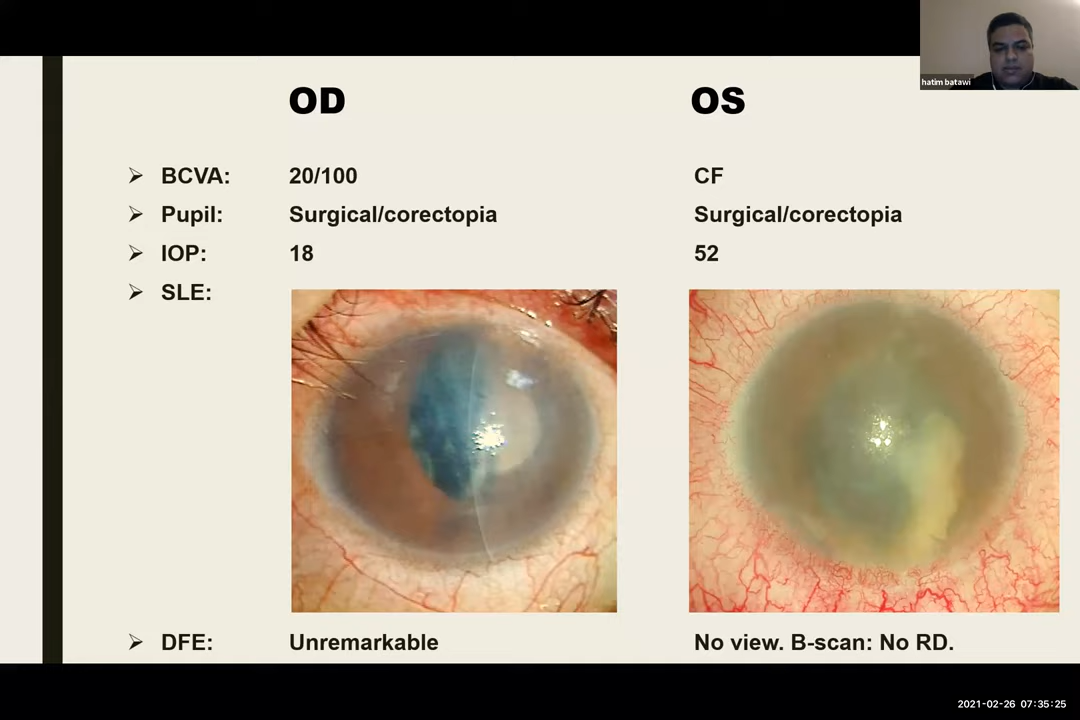 hatim batawi
OD OS
➢ BCVA: 20/100 CF
➢ Pupil: Surgical/corectopia Surgical/corectopia
➢ IOP: 18 52
➢ SLE:
➢ DFE: Unremarkable No view. B-scan: No RD.
2021-02-26 07:35:25